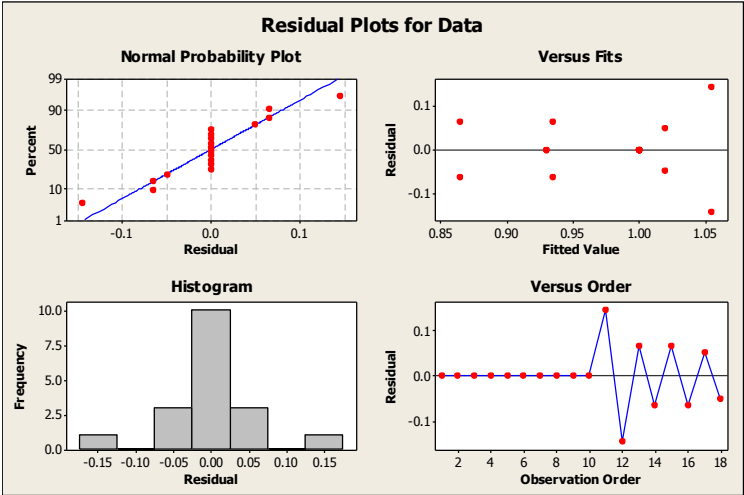 Residual Plots for Data
Normal Probability Plot
99
90
50
10
1
Percent
-0.1 0.0 0.1
Residual
Versus Fits
0.1
0.0
-0.1
Residual
0.85 0.90 0.95 1.00 1.05
Fitted Value
Histogram
10.0
7.5
5.0
2.5
0.0
Frequency
-0.15 -0.10 -0.05 0.00 0.05 0.10 0.15
Residual
Versus Order
0.1
0.0
-0.1
Residual
2 4 6 8 10 12 14 16 18
Observation Order